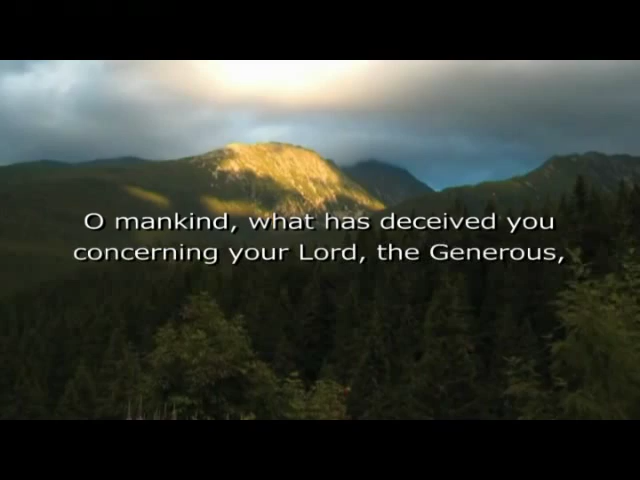 O mankind, what has deceived you
concerning your Lord, the Generous,